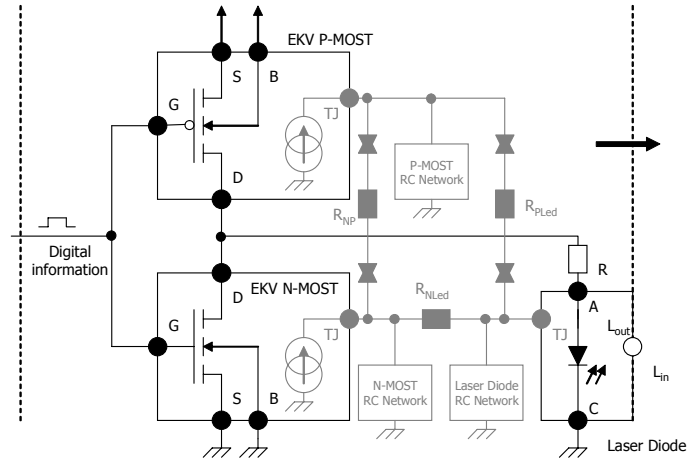 EKV P-MOST
S
B
G
TJ
D
P-MOST
RC Network
R_NP
R_PLed
Digital
information
EKV N-MOST
D
R
G
R_NLed
A
TJ
TJ
L_out
L_in
S
B
N-MOST
RC Network
Laser Diode
RC Network
C
Laser Diode